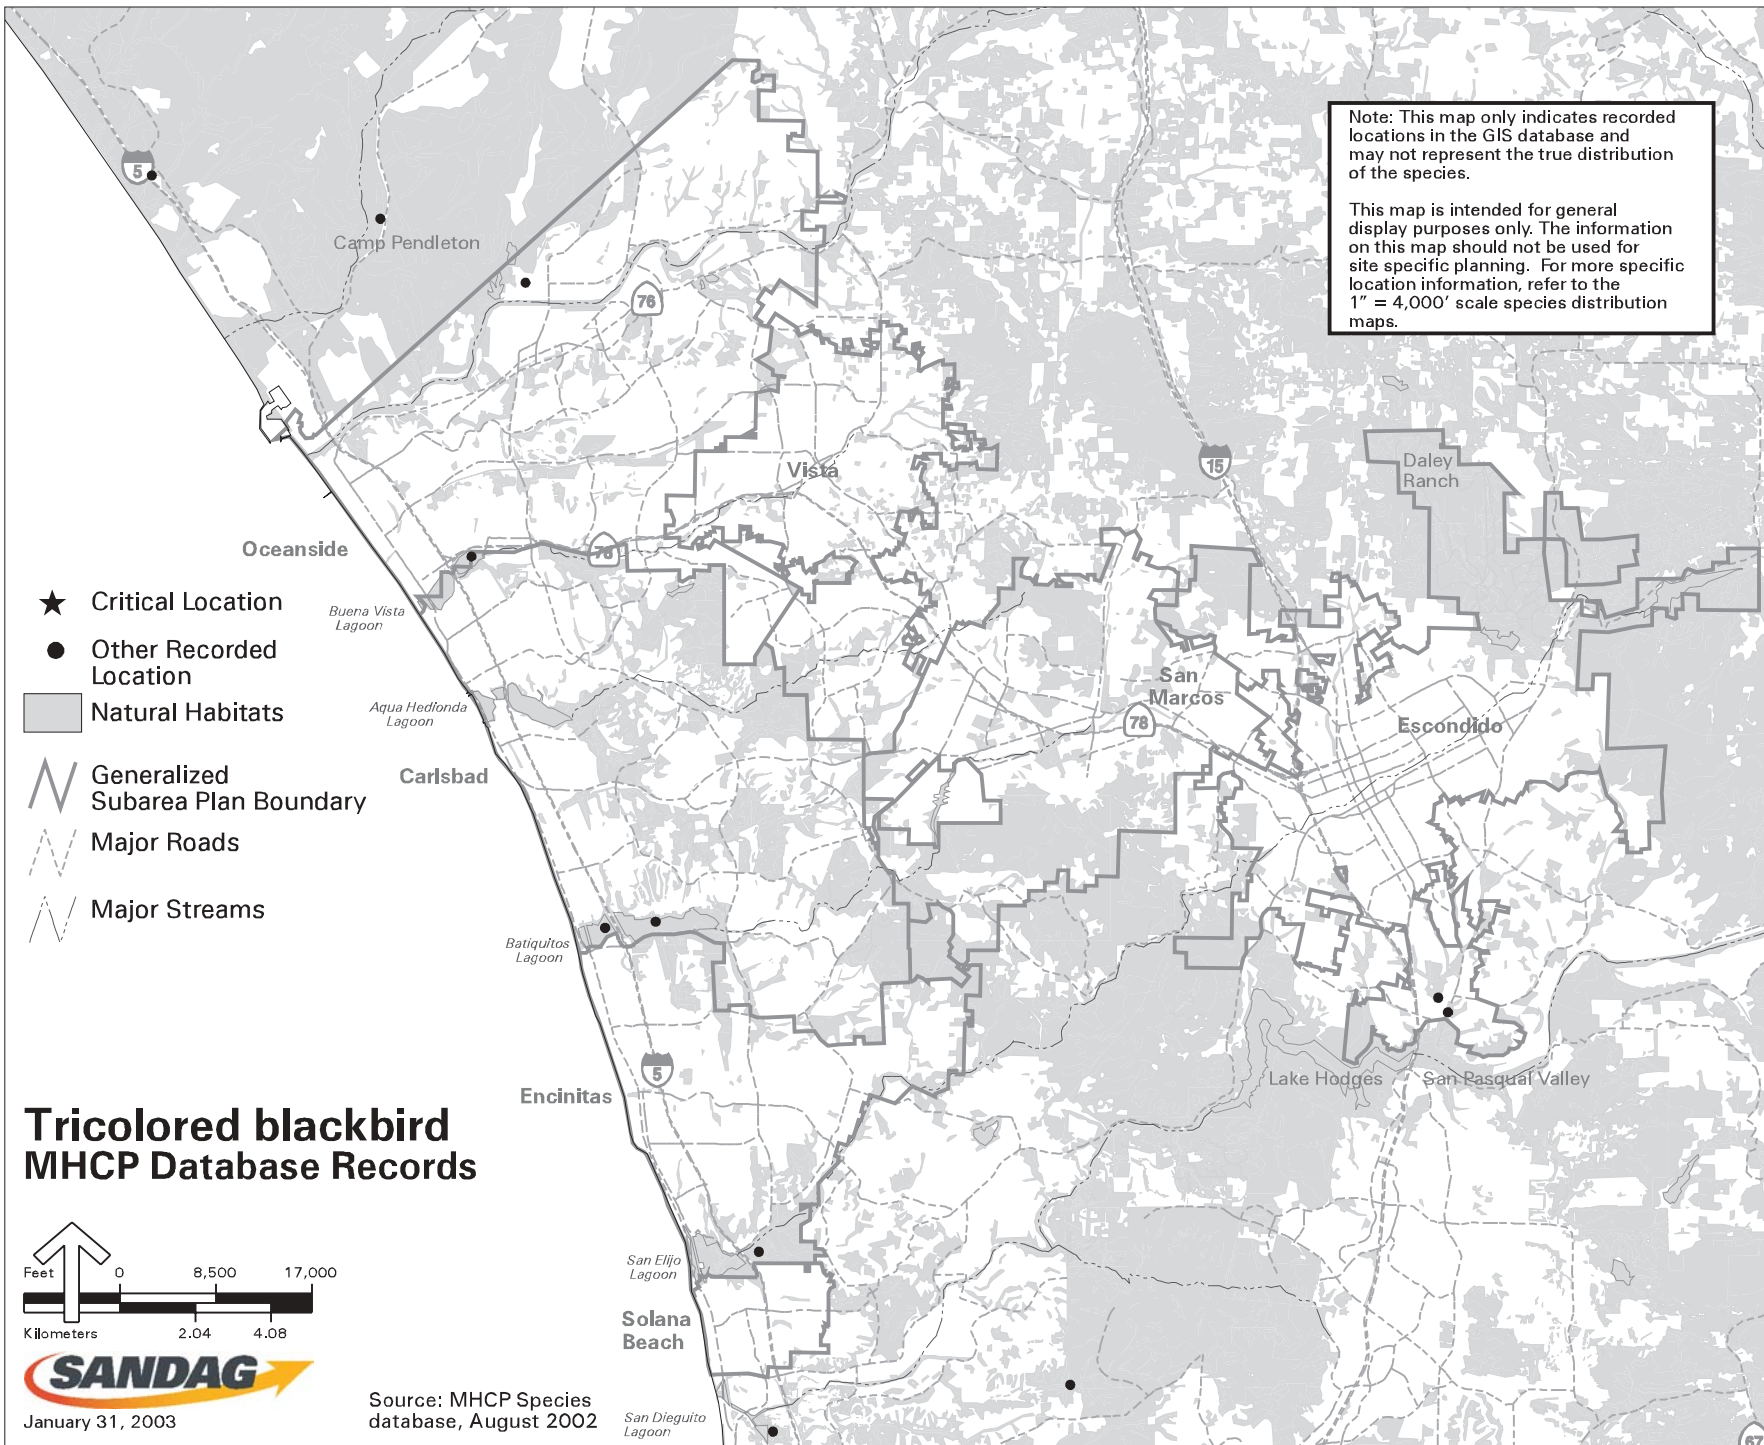 Note: This map only indicates recorded
locations in the GIS database and
may not represent the true distribution
of the species.
This map is intended for general
display purposes only. The information
on this map should not be used for
site specific planning. For more specific
location information, refer to the
1" = 4,000' scale species distribution
maps.
5
Camp Pendleton
76
Vista
15
Daley
Ranch
Oceanside
78
Critical Location
Buena Vista
Lagoon
Other Recorded
Location
San
Marcos
Natural Habitats
Aqua Hedionda
Lagoon
78
Escondido
Carlsbad
Generalized
Subarea Plan Boundary
Major Roads
Major Streams
Batiquitos
Lagoon
5
Lake Hodges
San Pasqual Valley
Encinitas
Tricolored blackbird
MHCP Database Records
San Elijo
Lagoon
Feet 0 8,500 17,000
Kilometers 2.04 4.08
Solana
Beach
SANDAG
January 31, 2003
Source: MHCP Species
database, August 2002
San Dieguito
Lagoon
67